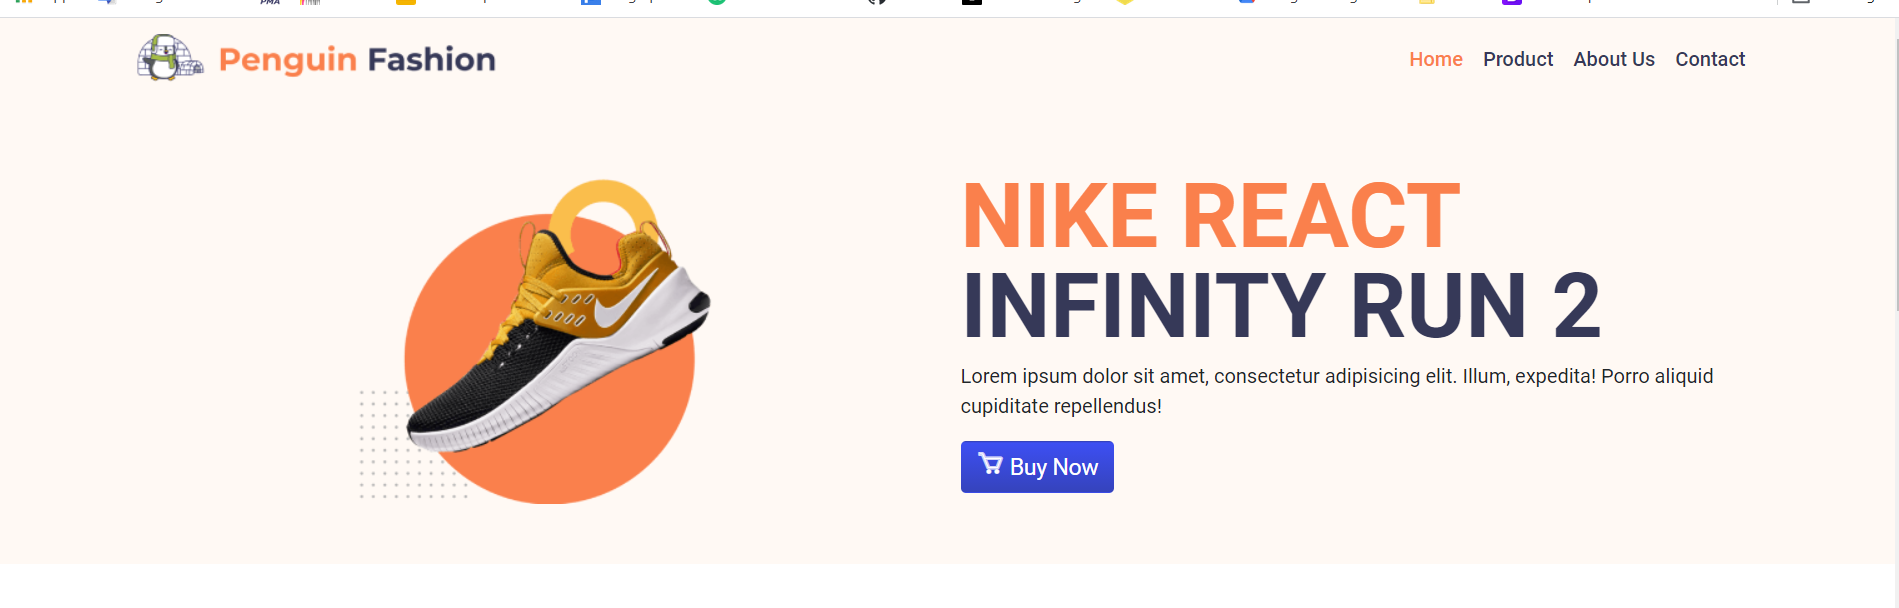 Penguin Fashion
Home Product About Us Contact
NIKE REACT
INFINITY RUN 2
Lorem ipsum dolor sit amet, consectetur adipisicing elit. Illum, expedita! Porro aliquid
cupiditate repellendus!
Buy Now